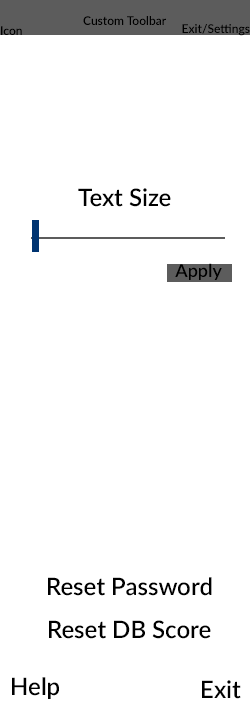 Custom Toolbar
Icon
Exit/Settings
Text Size
Apply
Reset Password
Reset DB Score
Help
Exit